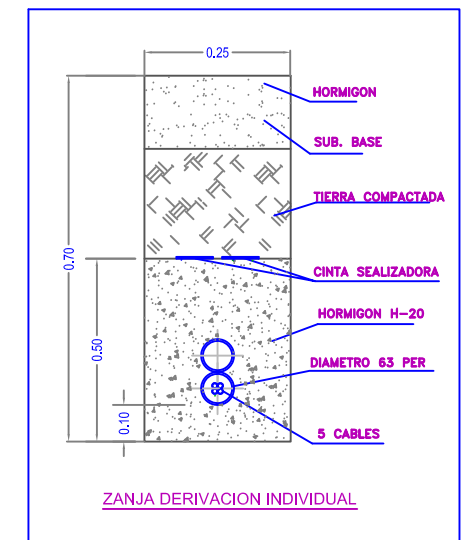 0.25
HORMIGON
SUB. BASE
TIERRA COMPACTADA
0.70
CINTA SEALIZADORA
HORMIGON H-20
0.50
DIAMETRO 63 PER
0.10
5 CABLES
ZANJA DERIVACION INDIVIDUAL